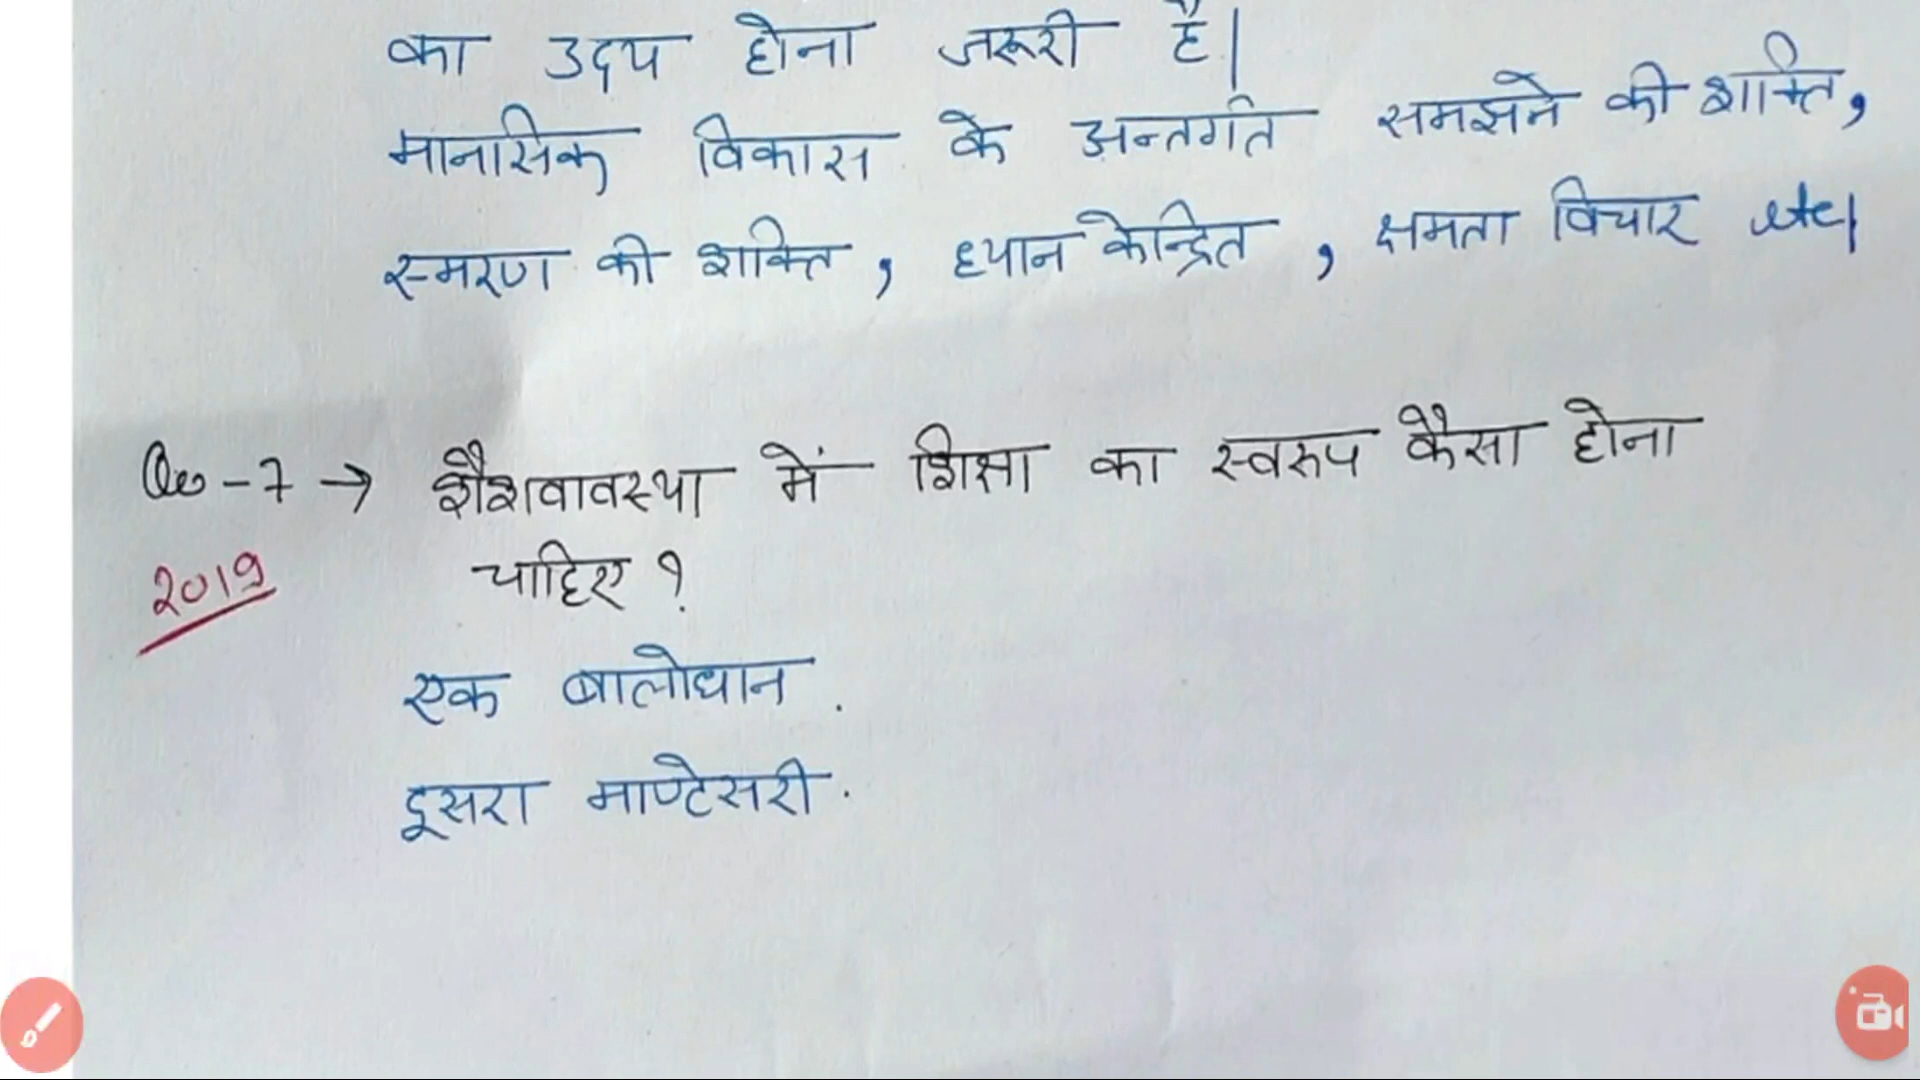 का उदय होना जरूरी है।
मानसिक विकास के अन्तर्गत समझने की शक्ति,
स्मरण की शक्ति, ध्यान केन्द्रित, क्षमता विचार etc।
Qu-7 → शैशवावस्था में शिक्षा का स्वरुप कैसा होना
2019 चाहिए ?
एक बालोधान.
दूसरा माण्टेसरी.